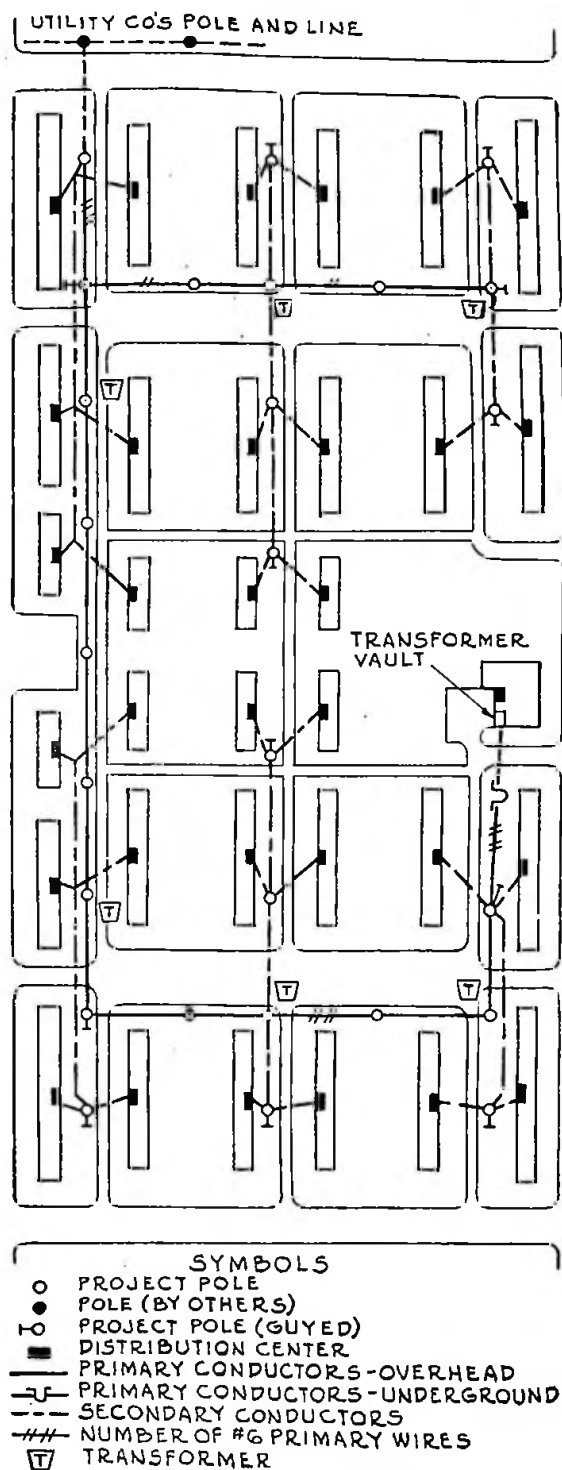 UTILITY CO'S POLE AND LINE
T
T
T
TRANSFORMER
VAULT
T
T
T
SYMBOLS
PROJECT POLE
POLE (BY OTHERS)
PROJECT POLE (GUYED)
DISTRIBUTION CENTER
PRIMARY CONDUCTORS-OVERHEAD
PRIMARY CONDUCTORS-UNDERGROUND
SECONDARY CONDUCTORS
NUMBER OF #6 PRIMARY WIRES
T TRANSFORMER